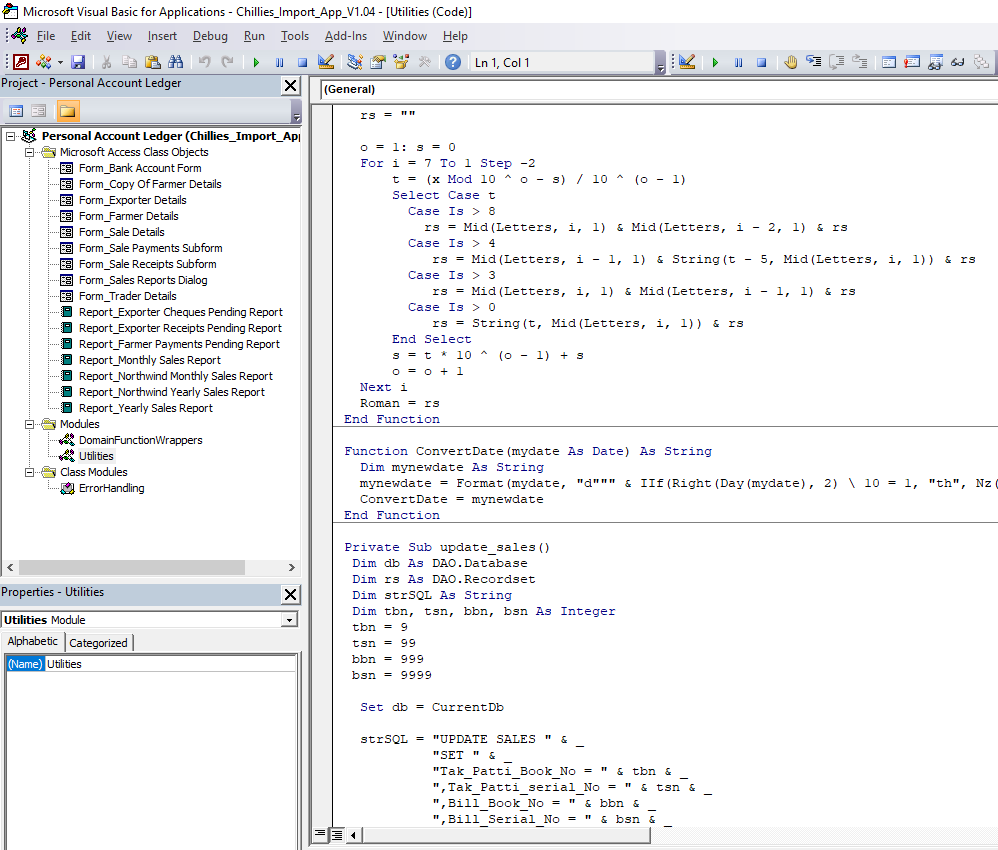 Microsoft Visual Basic for Applications - Chillies_Import_App_V1.04 - [Utilities (Code)]
File Edit View Insert Debug Run Tools Add-Ins Window Help
Ln 1, Col 1
Project - Personal Account Ledger
Personal Account Ledger (Chillies_Import_Ap
Microsoft Access Class Objects
Form_Bank Account Form
Form_Copy Of Farmer Details
Form_Exporter Details
Form_Farmer Details
Form_Sale Details
Form_Sale Payments Subform
Form_Sale Receipts Subform
Form_Sales Reports Dialog
Form_Trader Details
Report_Exporter Cheques Pending Report
Report_Exporter Receipts Pending Report
Report_Farmer Payments Pending Report
Report_Monthly Sales Report
Report_Northwind Monthly Sales Report
Report_Northwind Yearly Sales Report
Report_Yearly Sales Report
Modules
DomainFunctionWrappers
Utilities
Class Modules
ErrorHandling
Properties - Utilities
Utilities Module
Alphabetic Categorized
(Name) Utilities
(General)
rs = ""
o = 1: s = 0
For i = 7 To 1 Step -2
t = (x Mod 10 ^ o - s) / 10 ^ (o - 1)
Select Case t
Case Is > 8
rs = Mid(Letters, i, 1) & Mid(Letters, i - 2, 1) & rs
Case Is > 4
rs = Mid(Letters, i - 1, 1) & String(t - 5, Mid(Letters, i, 1)) & rs
Case Is > 3
rs = Mid(Letters, i, 1) & Mid(Letters, i - 1, 1) & rs
Case Is > 0
rs = String(t, Mid(Letters, i, 1)) & rs
End Select
s = t * 10 ^ (o - 1) + s
o = o + 1
Next i
Roman = rs
End Function
Function ConvertDate(mydate As Date) As String
Dim mynewdate As String
mynewdate = Format(mydate, "d""" & IIf(Right(Day(mydate), 2) \ 10 = 1, "th", Nz(
ConvertDate = mynewdate
End Function
Private Sub update_sales()
Dim db As DAO.Database
Dim rs As DAO.Recordset
Dim strSQL As String
Dim tbn, tsn, bbn, bsn As Integer
tbn = 9
tsn = 99
bbn = 999
bsn = 9999
Set db = CurrentDb
strSQL = "UPDATE SALES " & _
"SET " & _
"Tak_Patti_Book_No = " & tbn & _
",Tak_Patti_serial_No = " & tsn & _
",Bill_Book_No = " & bbn & _
",Bill_Serial_No = " & bsn & _